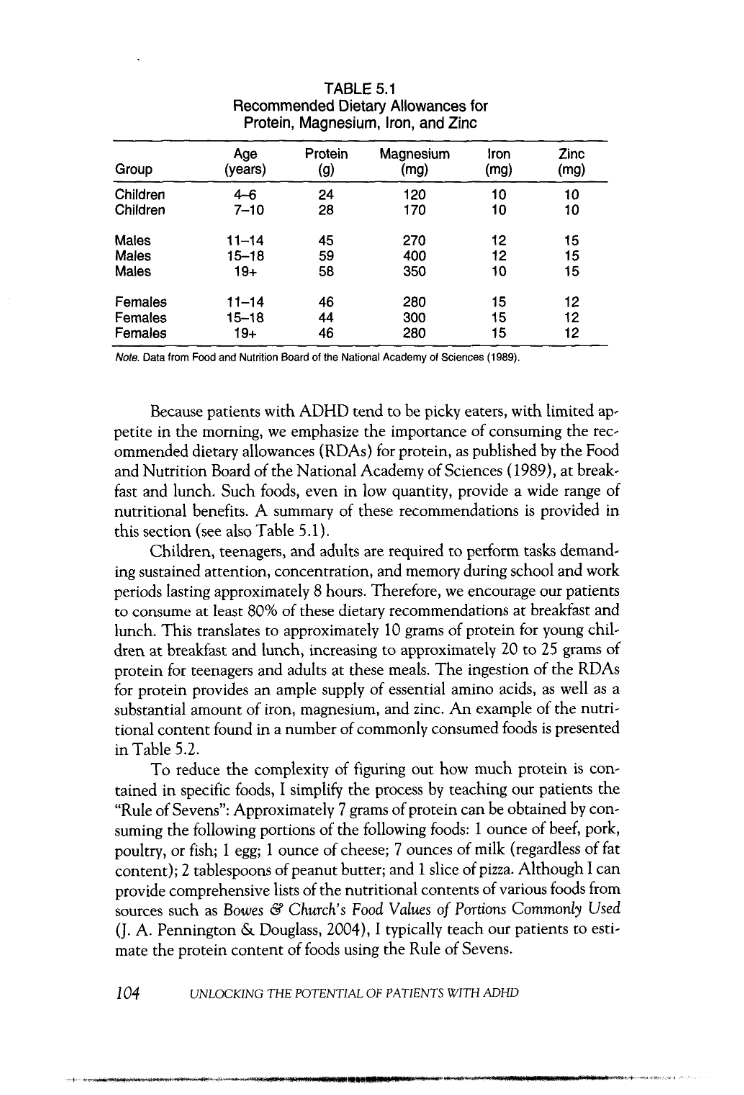 TABLE 5.1
Recommended Dietary Allowances for
Protein, Magnesium, Iron, and Zinc
Group Age (years) Protein (g) Magnesium (mg) Iron (mg) Zinc (mg)
Children 4–6 24 120 10 10
Children 7–10 28 170 10 10
Males 11–14 45 270 12 15
Males 15–18 59 400 12 15
Males 19+ 58 350 10 15
Females 11–14 46 280 15 12
Females 15–18 44 300 15 12
Females 19+ 46 280 15 12
Note. Data from Food and Nutrition Board of the National Academy of Sciences (1989).
Because patients with ADHD tend to be picky eaters, with limited ap-
petite in the morning, we emphasize the importance of consuming the rec-
ommended dietary allowances (RDAs) for protein, as published by the Food
and Nutrition Board of the National Academy of Sciences (1989), at break-
fast and lunch. Such foods, even in low quantity, provide a wide range of
nutritional benefits. A summary of these recommendations is provided in
this section (see also Table 5.1).
Children, teenagers, and adults are required to perform tasks demand-
ing sustained attention, concentration, and memory during school and work
periods lasting approximately 8 hours. Therefore, we encourage our patients
to consume at least 80% of these dietary recommendations at breakfast and
lunch. This translates to approximately 10 grams of protein for young chil-
dren at breakfast and lunch, increasing to approximately 20 to 25 grams of
protein for teenagers and adults at these meals. The ingestion of the RDAs
for protein provides an ample supply of essential amino acids, as well as a
substantial amount of iron, magnesium, and zinc. An example of the nutri-
tional content found in a number of commonly consumed foods is presented
in Table 5.2.
To reduce the complexity of figuring out how much protein is con-
tained in specific foods, I simplify the process by teaching our patients the
“Rule of Sevens”: Approximately 7 grams of protein can be obtained by con-
suming the following portions of the following foods: 1 ounce of beef, pork,
poultry, or fish; 1 egg; 1 ounce of cheese; 7 ounces of milk (regardless of fat
content); 2 tablespoons of peanut butter; and 1 slice of pizza. Although I can
provide comprehensive lists of the nutritional contents of various foods from
sources such as Bowes & Church's Food Values of Portions Commonly Used
(J. A. Pennington & Douglass, 2004), I typically teach our patients to esti-
mate the protein content of foods using the Rule of Sevens.
104 UNLOCKING THE POTENTIAL OF PATIENTS WITH ADHD